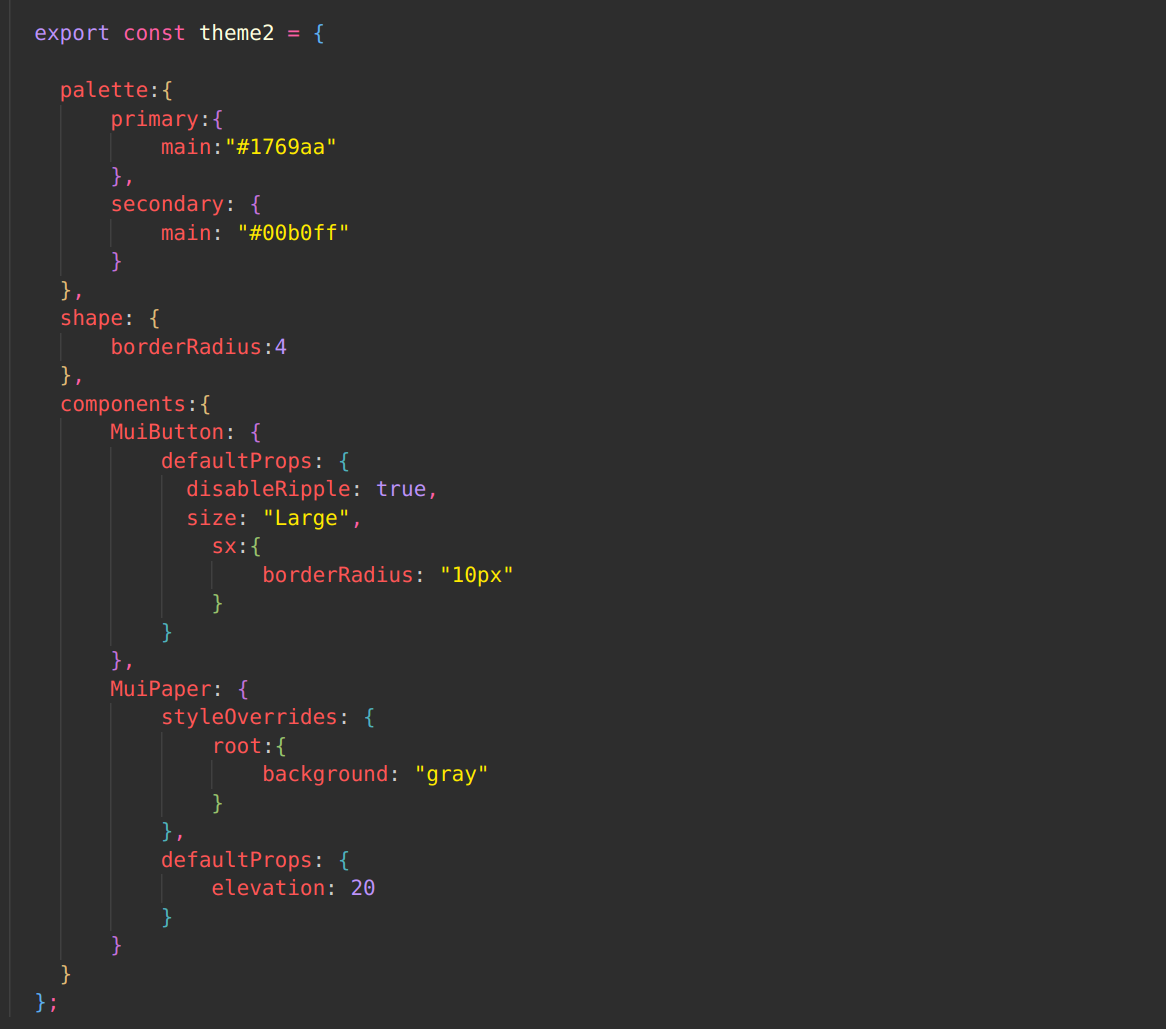 export const theme2 = {
palette:{
primary:{
main:"#1769aa"
},
secondary: {
main: "#00b0ff"
}
},
shape: {
borderRadius:4
},
components:{
MuiButton: {
defaultProps: {
disableRipple: true,
size: "Large",
sx:{
borderRadius: "10px"
}
}
},
MuiPaper: {
styleOverrides: {
root:{
background: "gray"
}
},
defaultProps: {
elevation: 20
}
}
}
};